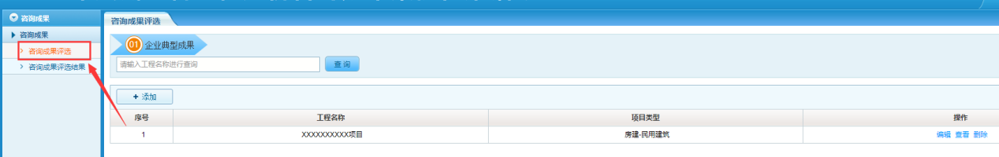 咨询成果
咨询成果评选
咨询成果
01 企业典型成果
咨询成果评选
请输入工程名称进行查询 查 询
咨询成果评选结果
+ 添加
序号 工程名称 项目类型 操作
1 XXXXXXXXXX项目 房建-民用建筑 编辑 查看 删除